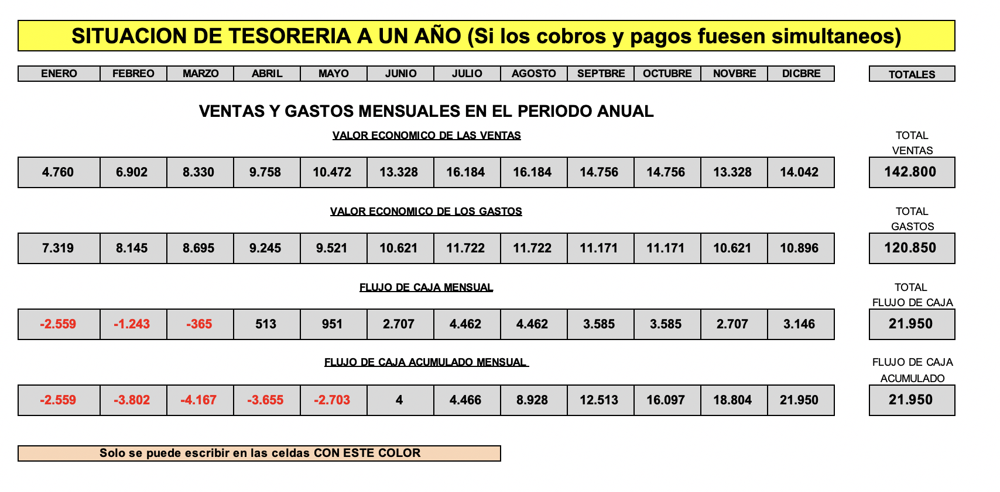 SITUACION DE TESORERIA A UN AÑO (Si los cobros y pagos fuesen simultaneos)
ENERO FEBREO MARZO ABRIL MAYO JUNIO JULIO AGOSTO SEPTBRE OCTUBRE NOVBRE DICBRE TOTALES
VENTAS Y GASTOS MENSUALES EN EL PERIODO ANUAL
VALOR ECONOMICO DE LAS VENTAS TOTAL
VENTAS
4.760 6.902 8.330 9.758 10.472 13.328 16.184 16.184 14.756 14.756 13.328 14.042 142.800
VALOR ECONOMICO DE LOS GASTOS TOTAL
GASTOS
7.319 8.145 8.695 9.245 9.521 10.621 11.722 11.722 11.171 11.171 10.621 10.896 120.850
FLUJO DE CAJA MENSUAL TOTAL
FLUJO DE CAJA
-2.559 -1.243 -365 513 951 2.707 4.462 4.462 3.585 3.585 2.707 3.146 21.950
FLUJO DE CAJA ACUMULADO MENSUAL FLUJO DE CAJA
ACUMULADO
-2.559 -3.802 -4.167 -3.655 -2.703 4 4.466 8.928 12.513 16.097 18.804 21.950 21.950
Solo se puede escribir en las celdas CON ESTE COLOR